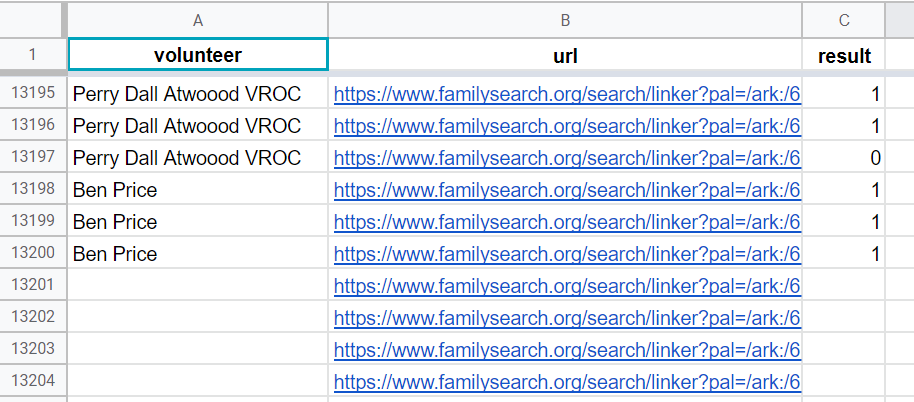 A B C
1 volunteer url result
13195 Perry Dall Atwoood VROC https://www.familysearch.org/search/linker?pal=/ark:/6 1
13196 Perry Dall Atwoood VROC https://www.familysearch.org/search/linker?pal=/ark:/6 1
13197 Perry Dall Atwoood VROC https://www.familysearch.org/search/linker?pal=/ark:/6 0
13198 Ben Price https://www.familysearch.org/search/linker?pal=/ark:/6 1
13199 Ben Price https://www.familysearch.org/search/linker?pal=/ark:/6 1
13200 Ben Price https://www.familysearch.org/search/linker?pal=/ark:/6 1
13201 https://www.familysearch.org/search/linker?pal=/ark:/6
13202 https://www.familysearch.org/search/linker?pal=/ark:/6
13203 https://www.familysearch.org/search/linker?pal=/ark:/6
13204 https://www.familysearch.org/search/linker?pal=/ark:/6